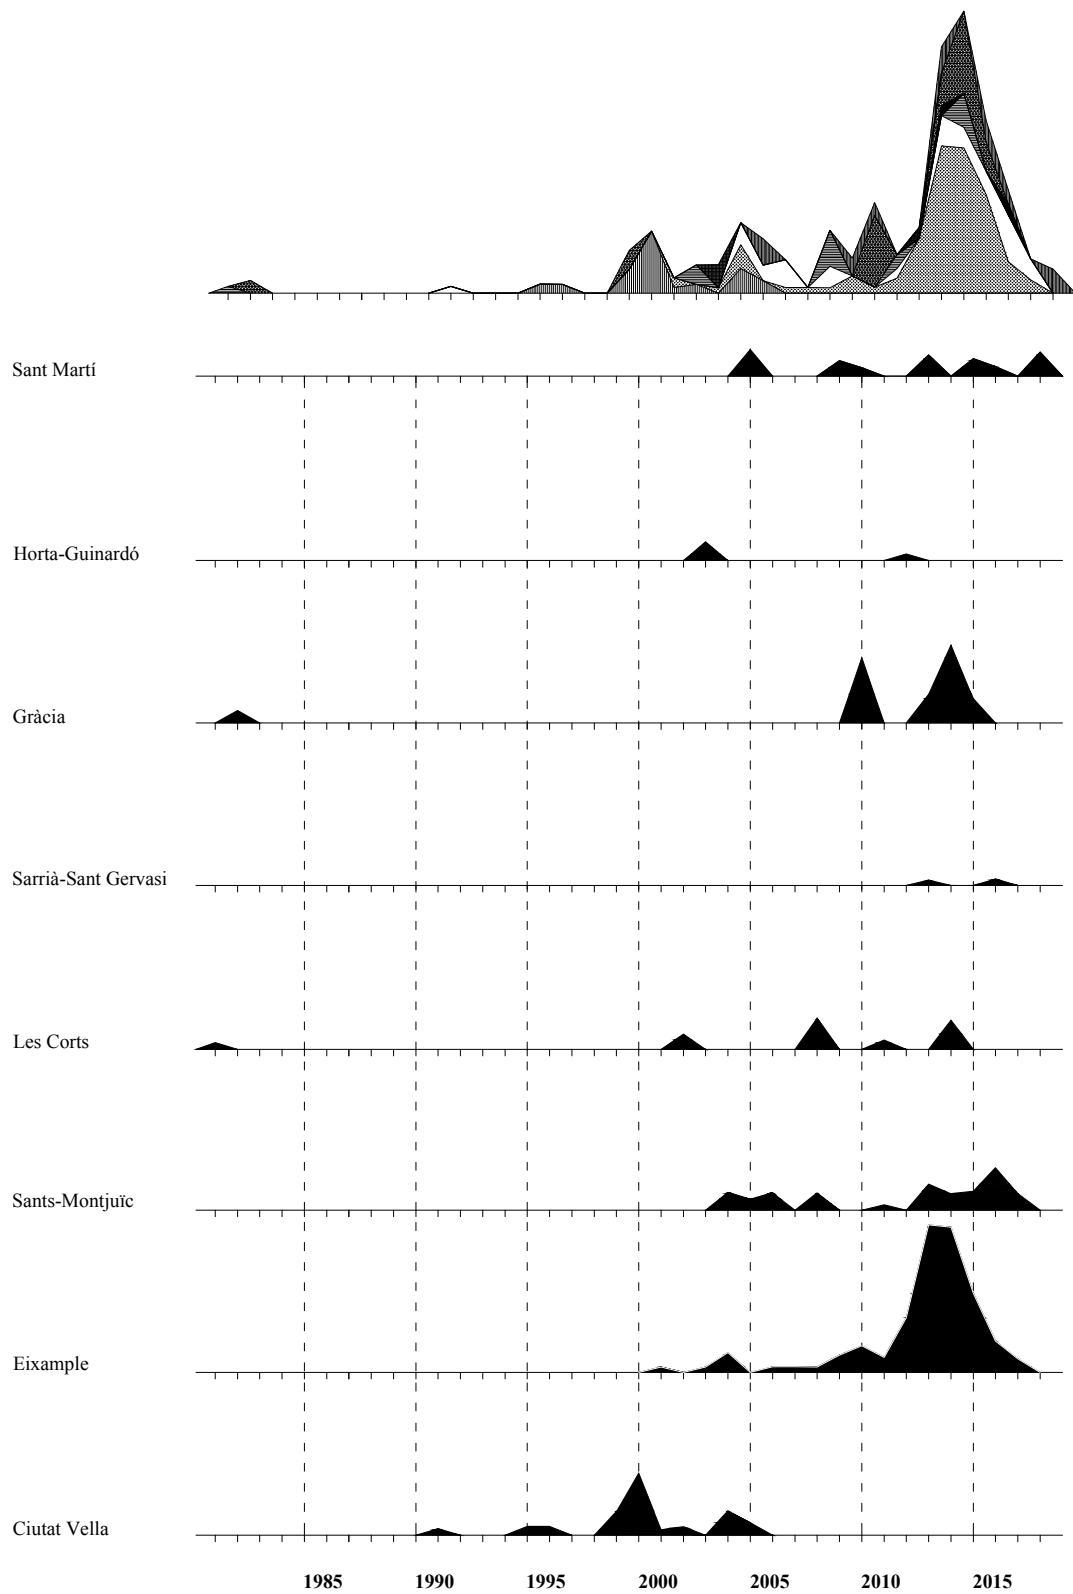 Sant Martí
Horta-Guinardó
Gràcia
Sarrià-Sant Gervasi
Les Corts
Sants-Montjuïc
Eixample
Ciutat Vella
1985 1990 1995 2000 2005 2010 2015